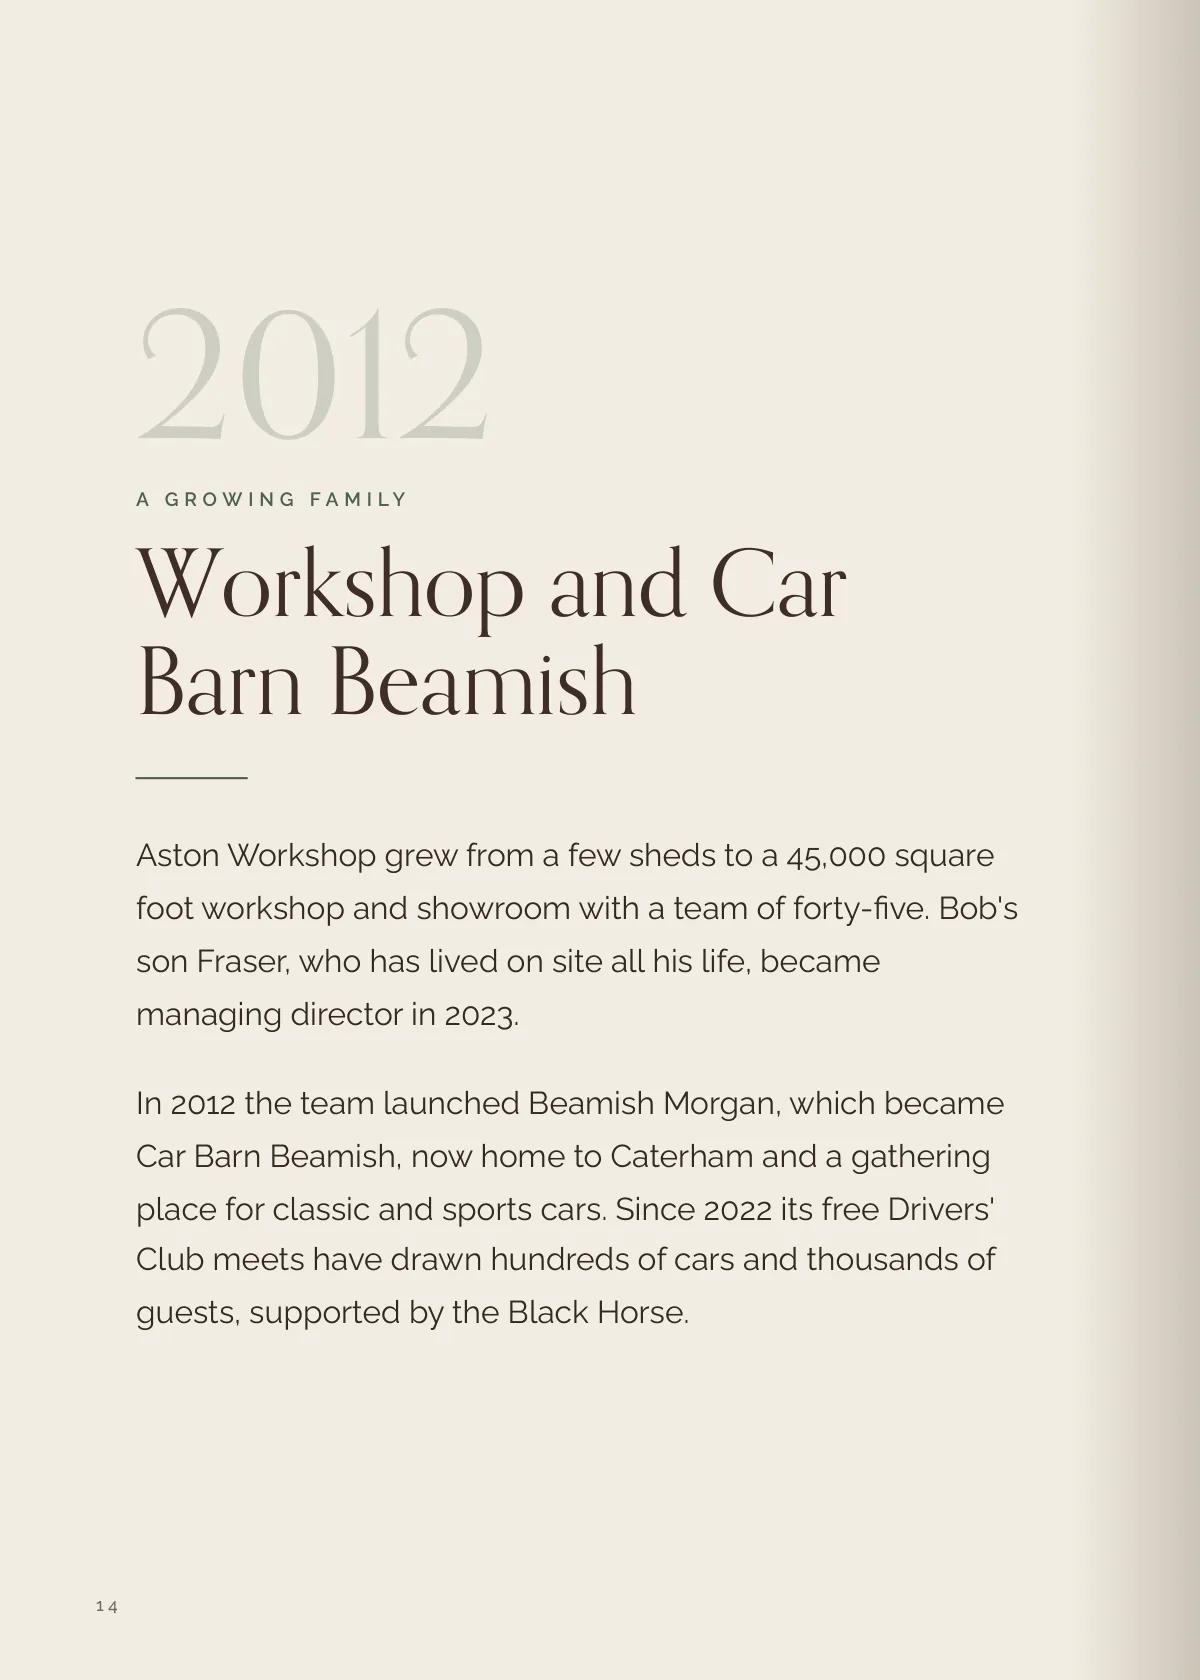 2012
A GROWING FAMILY
Workshop and Car
Barn Beamish
Aston Workshop grew from a few sheds to a 45,000 square
foot workshop and showroom with a team of forty-five. Bob's
son Fraser, who has lived on site all his life, became
managing director in 2023.
In 2012 the team launched Beamish Morgan, which became
Car Barn Beamish, now home to Caterham and a gathering
place for classic and sports cars. Since 2022 its free Drivers'
Club meets have drawn hundreds of cars and thousands of
guests, supported by the Black Horse.
14